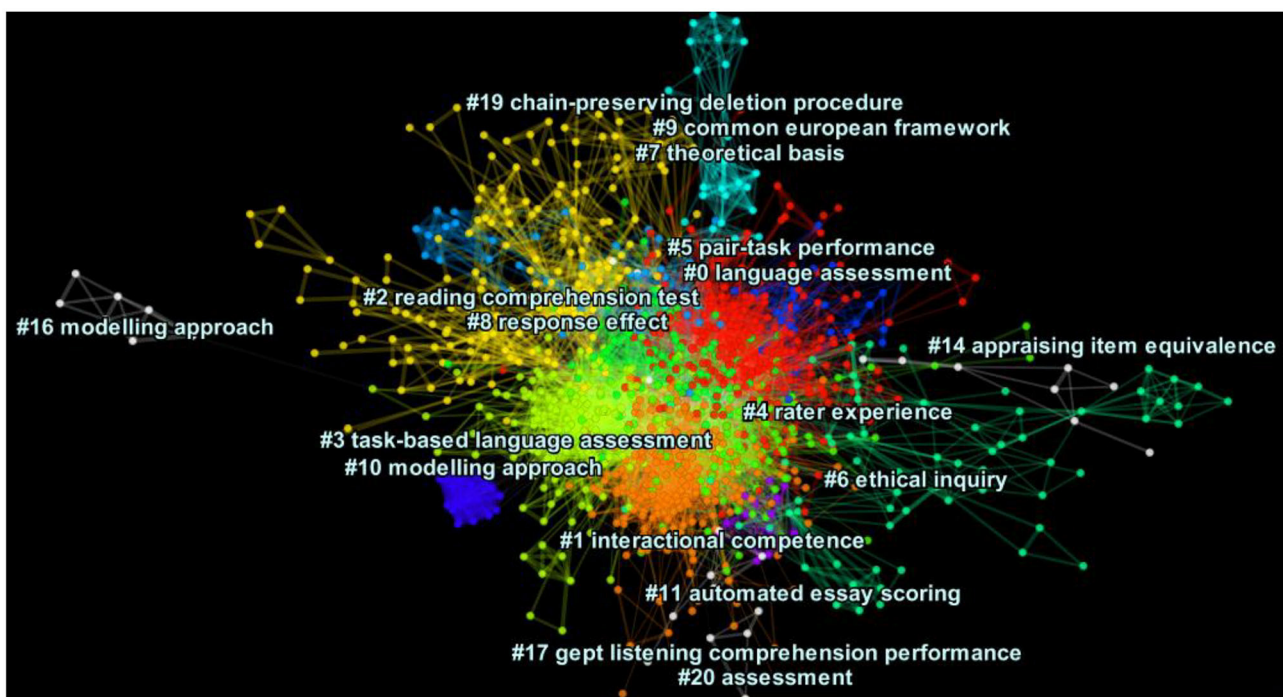 #19 chain-preserving deletion procedure
#9 common european framework
#7 theoretical basis
#5 pair-task performance
#0 language assessment
#2 reading comprehension test
#8 response effect
#16 modelling approach
#14 appraising item equivalence
#4 rater experience
#3 task-based language assessment
#10 modelling approach
#6 ethical inquiry
#1 interactional competence
#11 automated essay scoring
#17 gept listening comprehension performance
#20 assessment